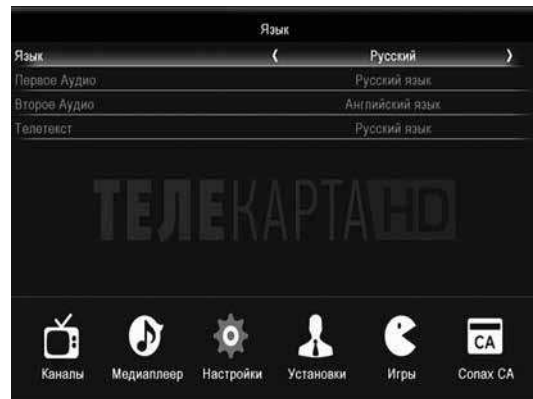 Язык
Язык ( Русский )
Первое Аудио Русский язык
Второе Аудио Английский язык
Телетекст Русский язык
ТЕЛЕКАРТА HD
CA
Каналы Медиаплеер Настройки Установки Игры Conax CA